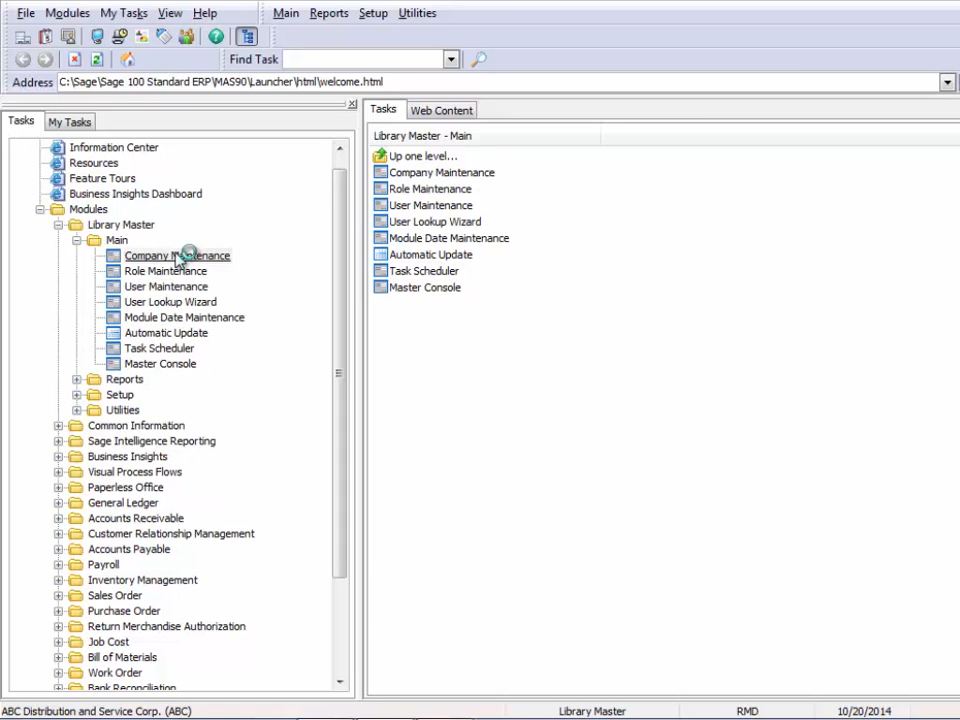 File Modules My Tasks View Help Main Reports Setup Utilities
Find Task
Address C:\Sage\Sage 100 Standard ERP\MAS90\Launcher\html\welcome.html
Tasks My Tasks
Information Center
Resources
Feature Tours
Business Insights Dashboard
Modules
Library Master
Main
Company Maintenance
Role Maintenance
User Maintenance
User Lookup Wizard
Module Date Maintenance
Automatic Update
Task Scheduler
Master Console
Reports
Setup
Utilities
Common Information
Sage Intelligence Reporting
Business Insights
Visual Process Flows
Paperless Office
General Ledger
Accounts Receivable
Customer Relationship Management
Accounts Payable
Payroll
Inventory Management
Sales Order
Purchase Order
Return Merchandise Authorization
Job Cost
Bill of Materials
Work Order
Bank Reconciliation
Tasks Web Content
Library Master - Main
Up one level...
Company Maintenance
Role Maintenance
User Maintenance
User Lookup Wizard
Module Date Maintenance
Automatic Update
Task Scheduler
Master Console
ABC Distribution and Service Corp. (ABC) Library Master RMD 10/20/2014